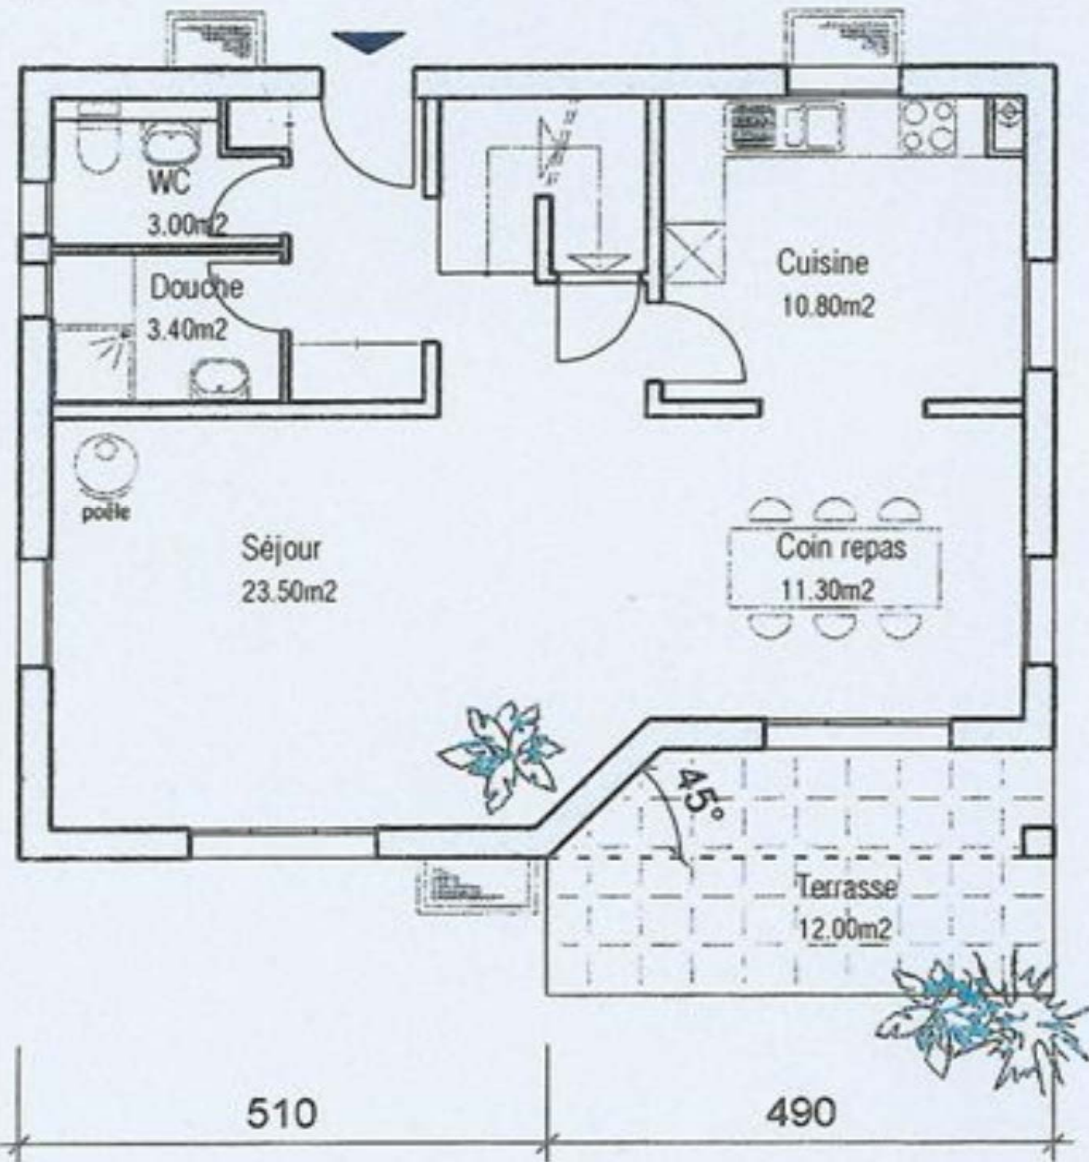 WC
3.00m2
Douche
3.40m2
Cuisine
10.80m2
poêle
Séjour
23.50m2
Coin repas
11.30m2
45°
Terrasse
12.00m2
510
490